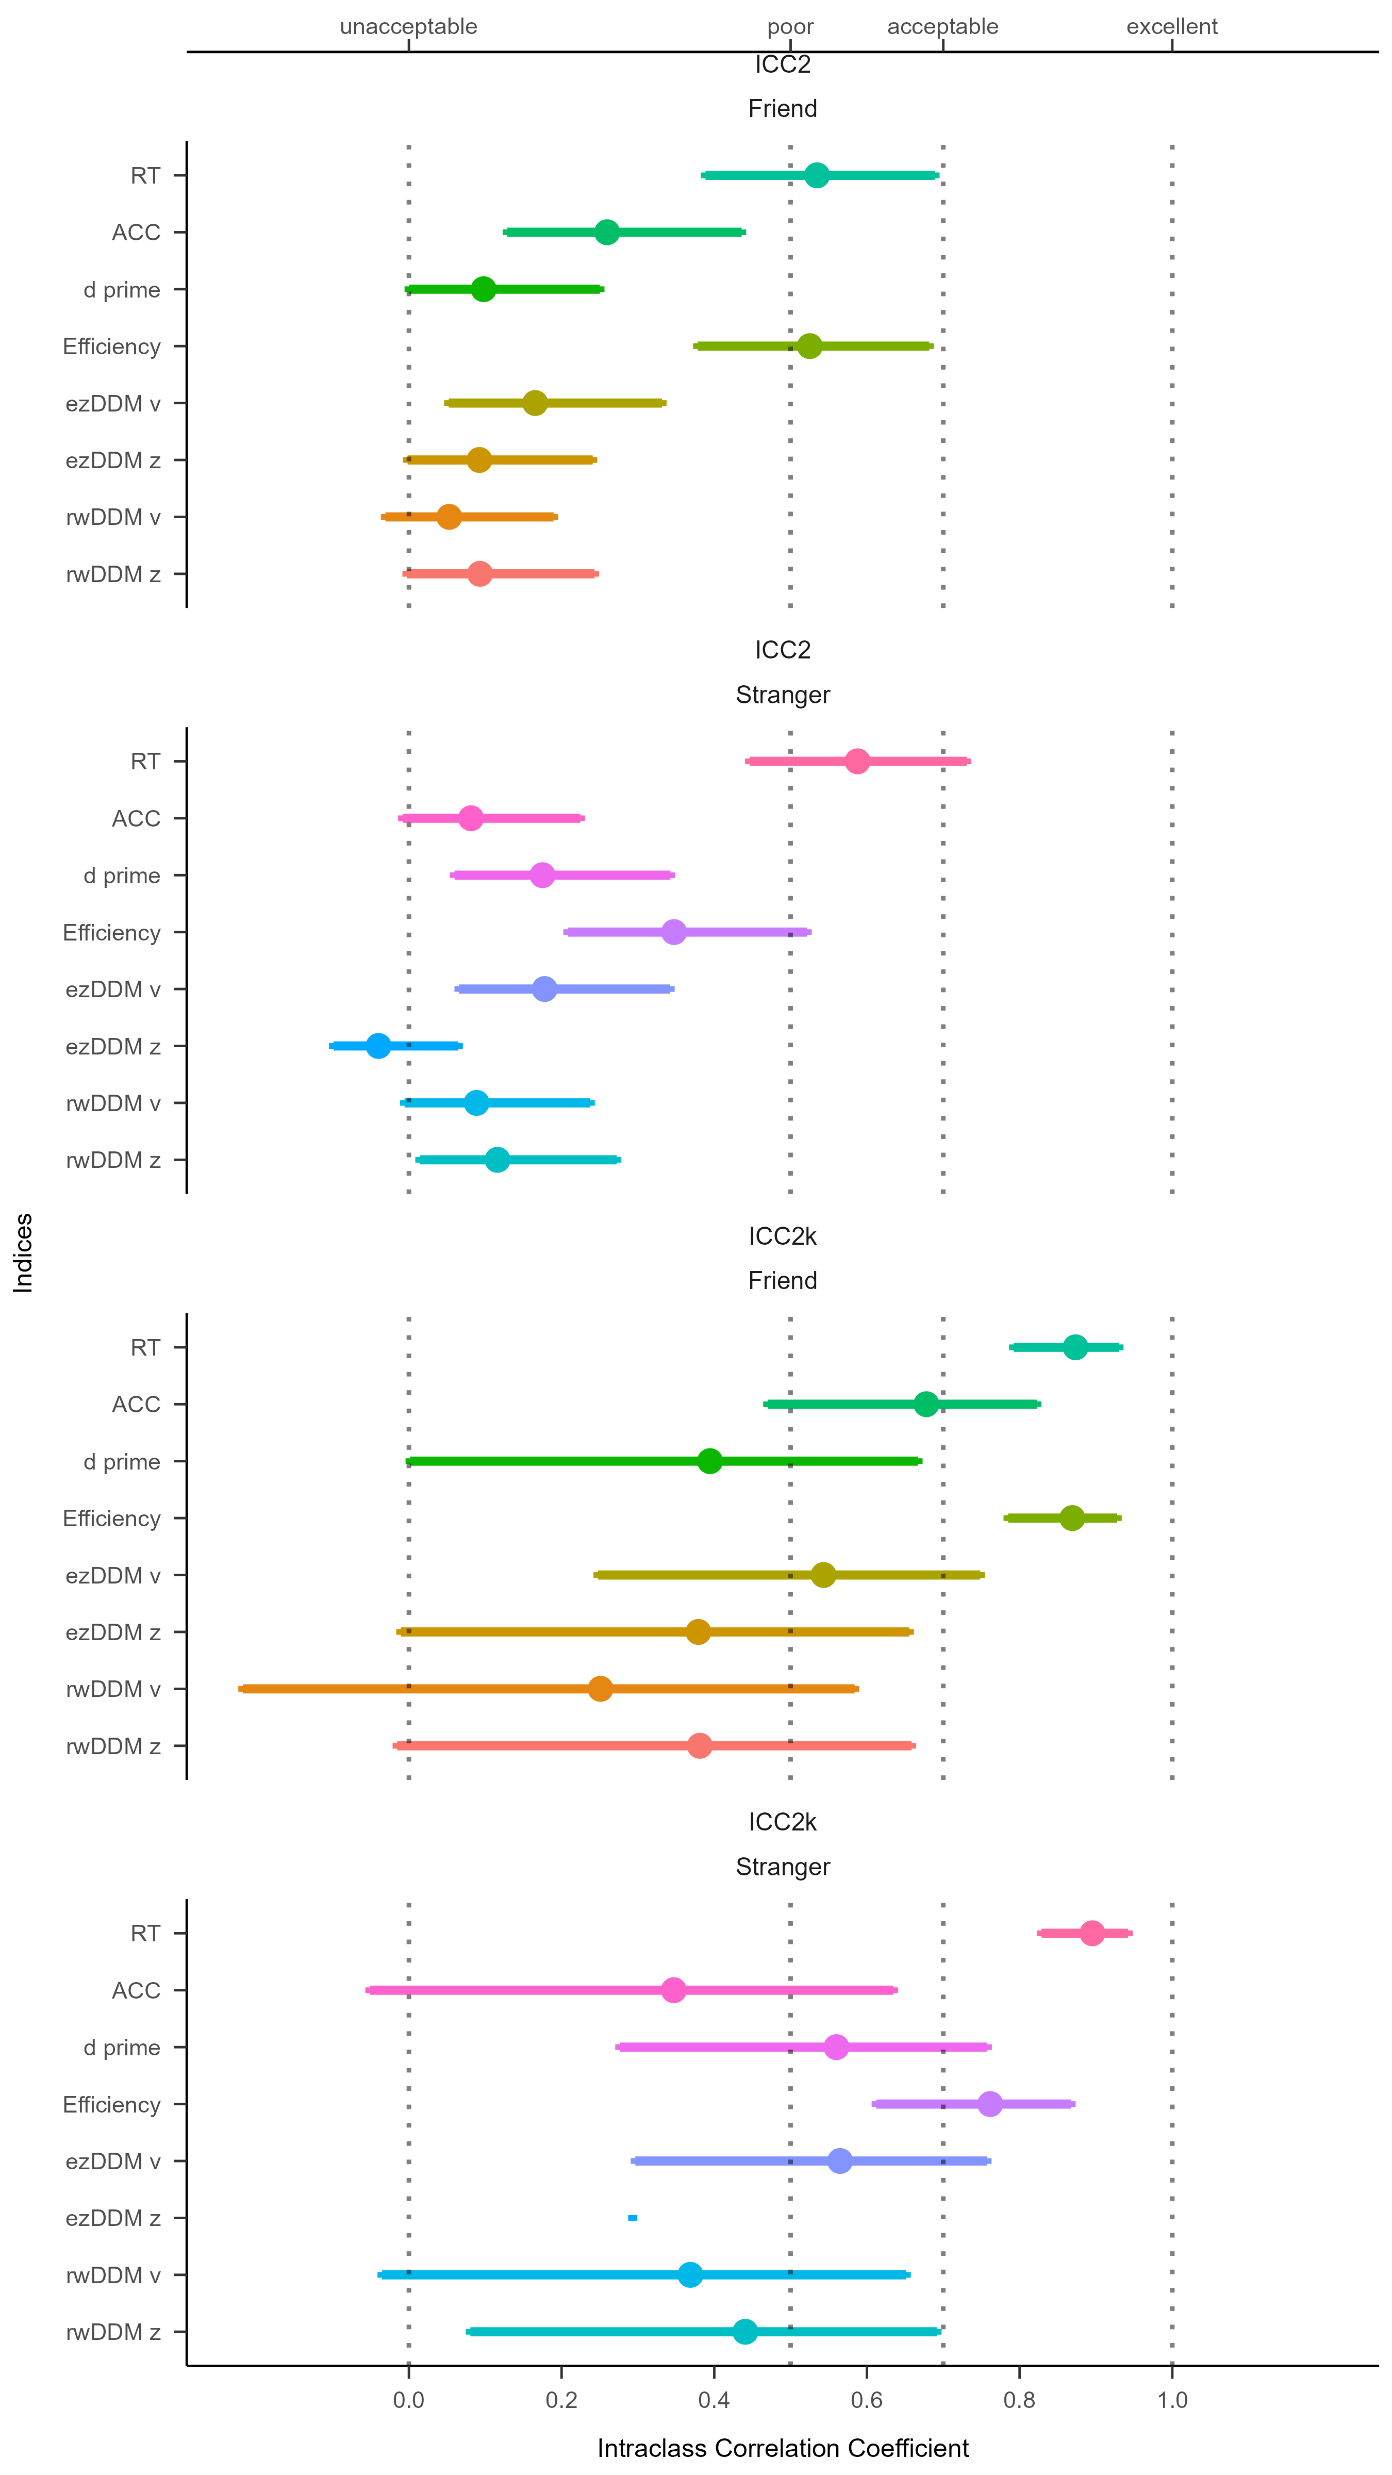 unacceptable poor acceptable excellent
ICC2
Friend
RT
ACC
d prime
Efficiency
ezDDM v
ezDDM z
rwDDM v
rwDDM z
ICC2
Stranger
RT
ACC
d prime
Efficiency
ezDDM v
ezDDM z
rwDDM v
rwDDM z
Indices
ICC2k
Friend
RT
ACC
d prime
Efficiency
ezDDM v
ezDDM z
rwDDM v
rwDDM z
ICC2k
Stranger
RT
ACC
d prime
Efficiency
ezDDM v
ezDDM z
rwDDM v
rwDDM z
0.0 0.2 0.4 0.6 0.8 1.0
Intraclass Correlation Coefficient